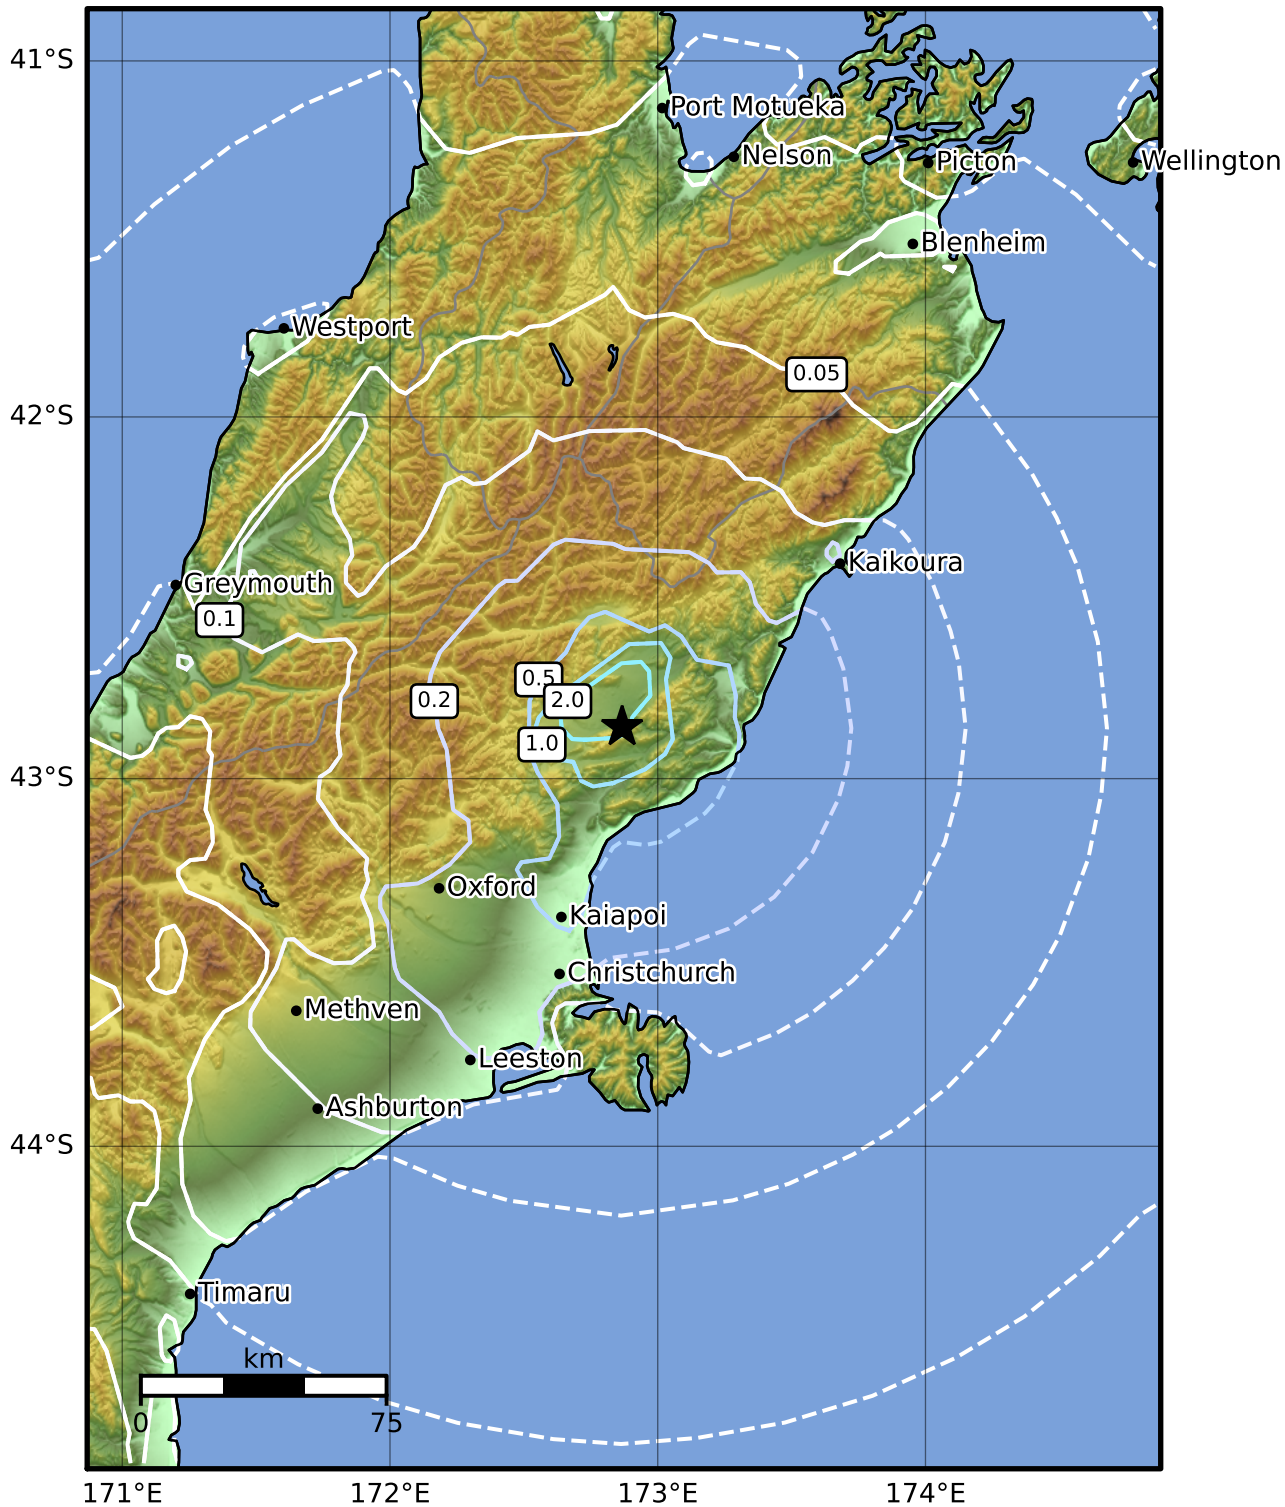 41°S
Port Motueka
Nelson
Picton
Wellington
Blenheim
Westport
0.05
42°S
Kaikoura
Greymouth
0.1
0.5
0.2
2.0
1.0
43°S
Oxford
Kaiapoi
Christchurch
Methven
Leeston
Ashburton
44°S
Timaru
km
0
75
171°E
172°E
173°E
174°E